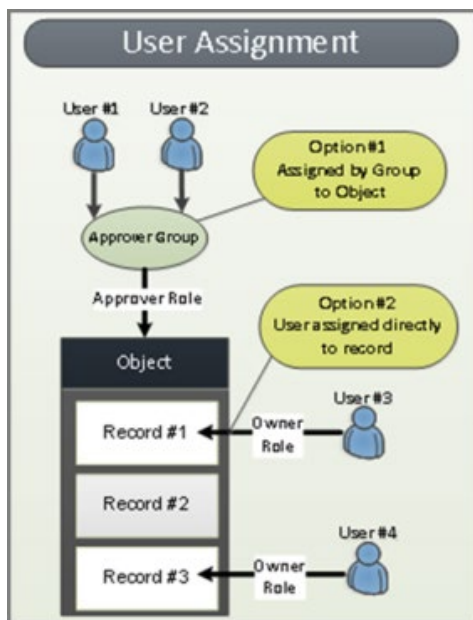 User Assignment
User #1
User #2
Option #1
Assigned by Group
to Object
Approver Group
Approver Role
Option #2
User assigned directly
to record
Object
User #3
Record #1
Owner
Role
Record #2
User #4
Record #3
Owner
Role